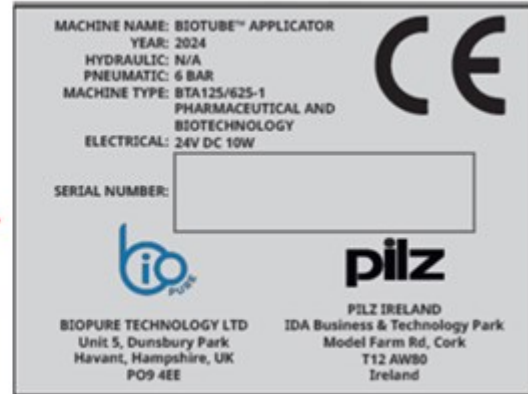 MACHINE NAME: BIOTUBE™ APPLICATOR
YEAR: 2024
HYDRAULIC: N/A
PNEUMATIC: 6 BAR
MACHINE TYPE: BTA125/625-1
PHARMACEUTICAL AND
BIOTECHNOLOGY
ELECTRICAL: 24V DC 10W
CE
SERIAL NUMBER:
bio
PURE
BIOPURE TECHNOLOGY LTD
Unit 5, Dunsbury Park
Havant, Hampshire, UK
PO9 4EE
pilz
PILZ IRELAND
IDA Business & Technology Park
Model Farm Rd, Cork
T12 AW80
Ireland